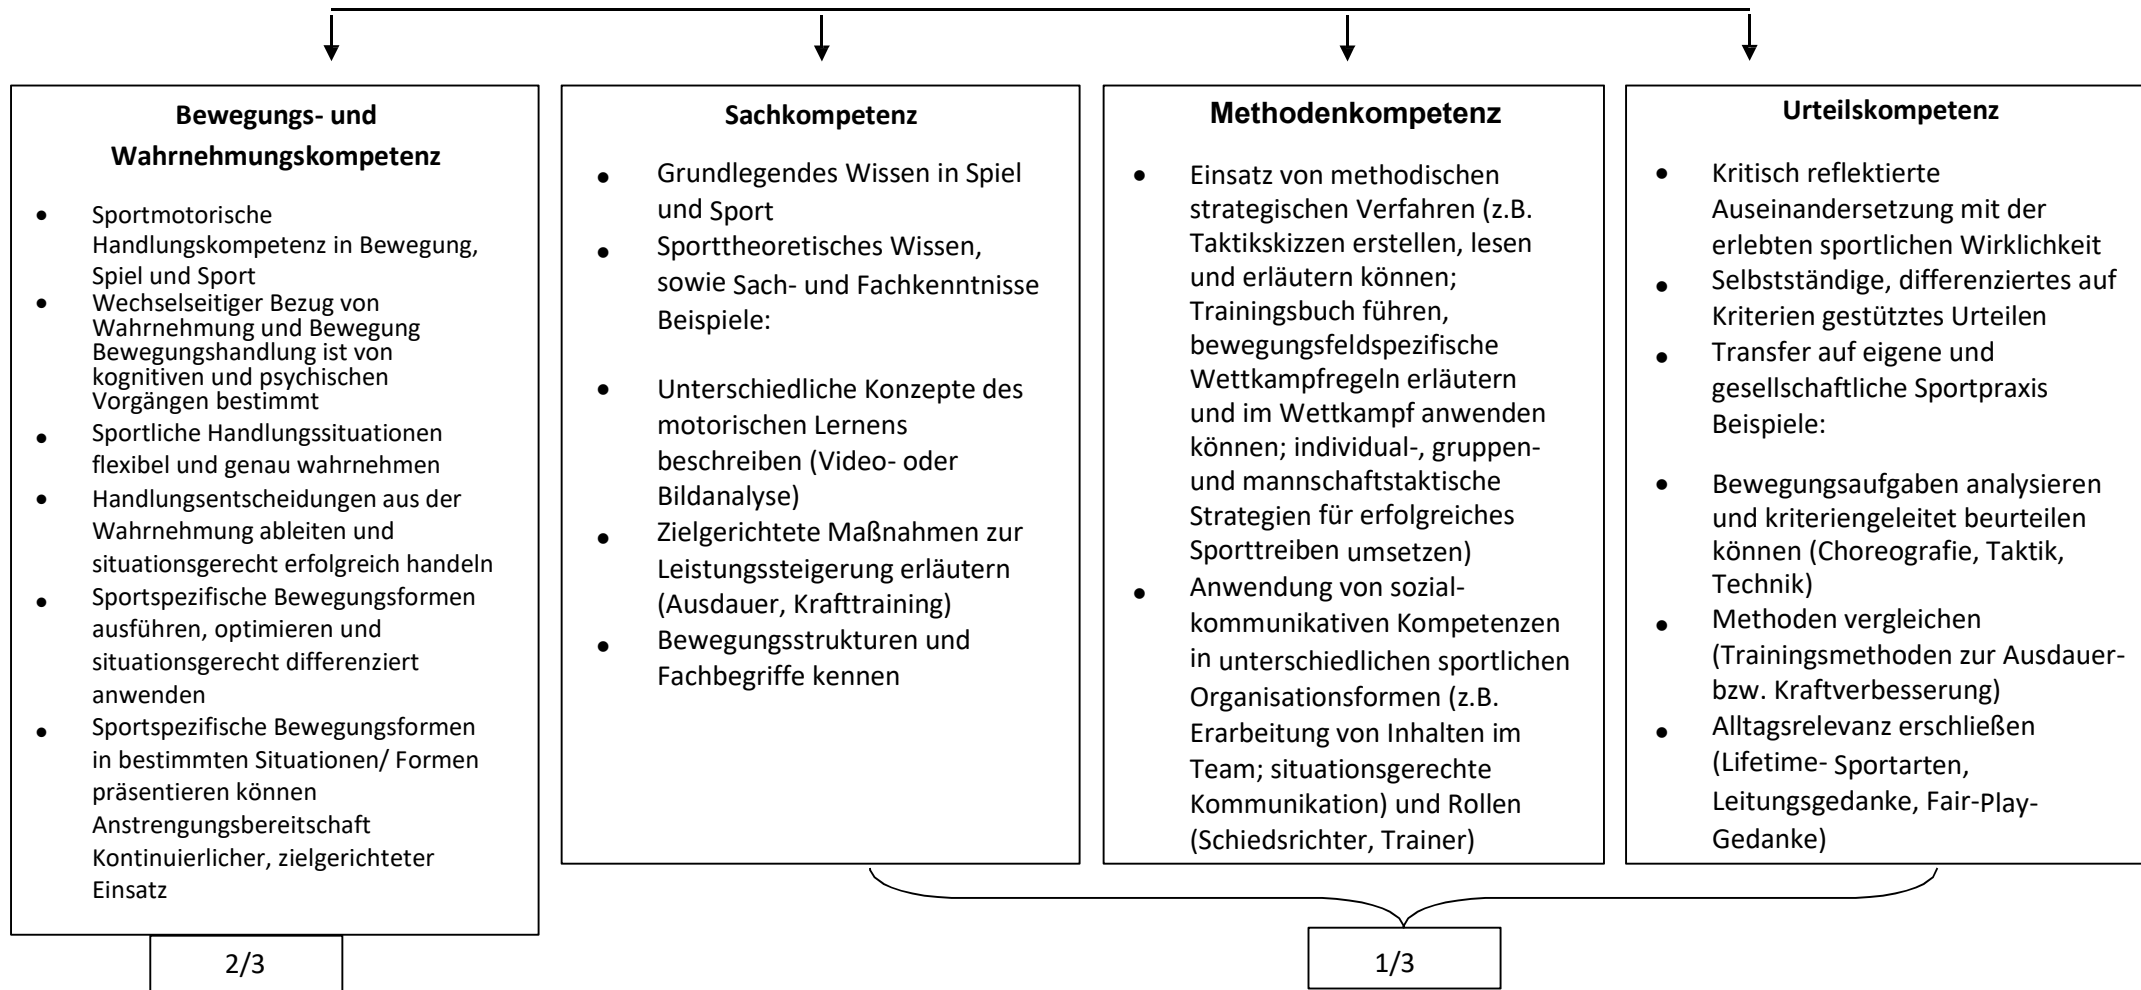 Bewegungs- und
Wahrnehmungskompetenz
• Sportmotorische
Handlungskompetenz in Bewegung,
Spiel und Sport
• Wechselseitiger Bezug von
Wahrnehmung und Bewegung
Bewegungshandlung ist von
kognitiven und psychischen
Vorgängen bestimmt
• Sportliche Handlungssituationen
flexibel und genau wahrnehmen
• Handlungsentscheidungen aus der
Wahrnehmung ableiten und
situationsgerecht erfolgreich handeln
• Sportspezifische Bewegungsformen
ausführen, optimieren und
situationsgerecht differenziert
anwenden
• Sportspezifische Bewegungsformen
in bestimmten Situationen/ Formen
präsentieren können
Anstrengungsbereitschaft
Kontinuierlicher, zielgerichteter
Einsatz
2/3
Sachkompetenz
• Grundlegendes Wissen in Spiel
und Sport
• Sporttheoretisches Wissen,
sowie Sach- und Fachkenntnisse
Beispiele:
• Unterschiedliche Konzepte des
motorischen Lernens
beschreiben (Video- oder
Bildanalyse)
• Zielgerichtete Maßnahmen zur
Leistungssteigerung erläutern
(Ausdauer, Krafttraining)
• Bewegungsstrukturen und
Fachbegriffe kennen
Methodenkompetenz
• Einsatz von methodischen
strategischen Verfahren (z.B.
Taktikskizzen erstellen, lesen
und erläutern können;
Trainingsbuch führen,
bewegungsfeldspezifische
Wettkampfregeln erläutern
und im Wettkampf anwenden
können; individual-, gruppen-
und mannschaftstaktische
Strategien für erfolgreiches
Sporttreiben umsetzen)
• Anwendung von sozial-
kommunikativen Kompetenzen
in unterschiedlichen sportlichen
Organisationsformen (z.B.
Erarbeitung von Inhalten im
Team; situationsgerechte
Kommunikation) und Rollen
(Schiedsrichter, Trainer)
Urteilskompetenz
• Kritisch reflektierte
Auseinandersetzung mit der
erlebten sportlichen Wirklichkeit
• Selbstständige, differenziertes auf
Kriterien gestütztes Urteilen
• Transfer auf eigene und
gesellschaftliche Sportpraxis
Beispiele:
• Bewegungsaufgaben analysieren
und kriteriengeleitet beurteilen
können (Choreografie, Taktik,
Technik)
• Methoden vergleichen
(Trainingsmethoden zur Ausdauer-
bzw. Kraftverbesserung)
• Alltagsrelevanz erschließen
(Lifetime- Sportarten,
Leitungsgedanke, Fair-Play-
Gedanke)
1/3